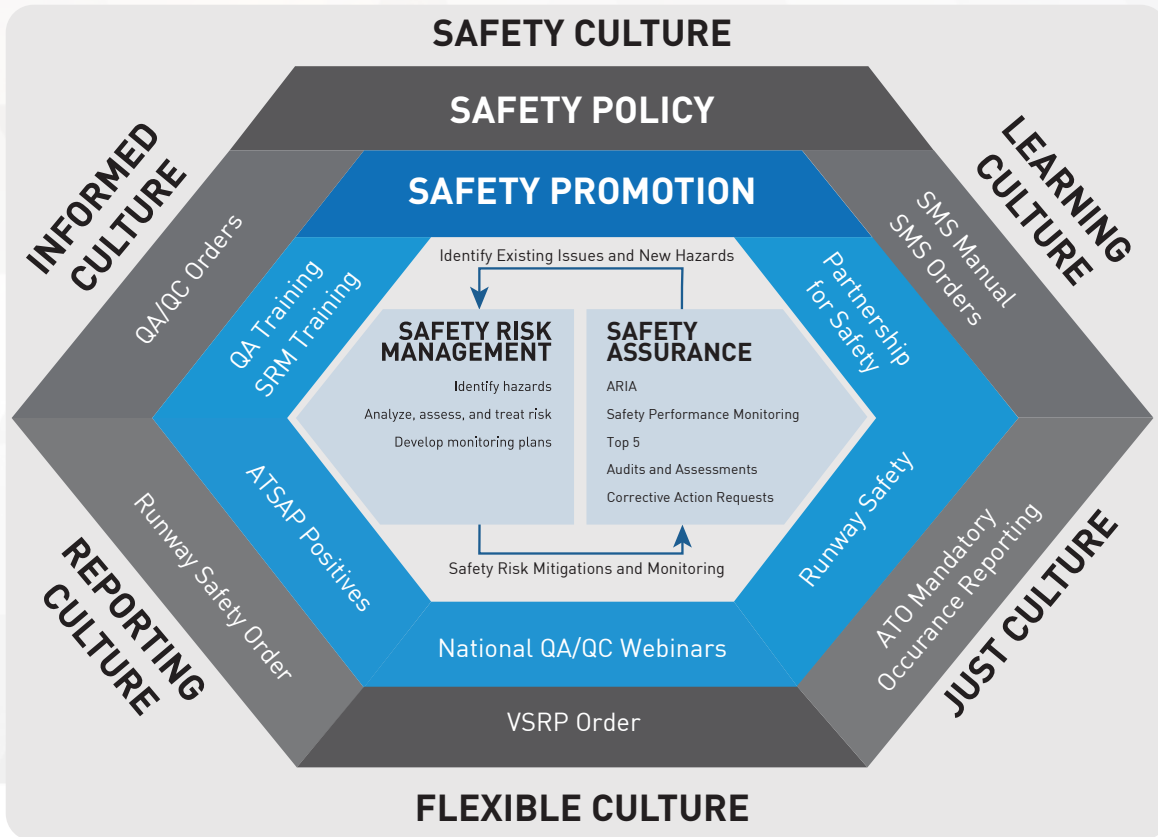 SAFETY CULTURE
SAFETY POLICY
SAFETY PROMOTION
INFORMED
CULTURE
LEARNING
CULTURE
QA/QC Orders
QA Training
SRM Training
Partnership
for Safety
SMS Manual
SMS Orders
Identify Existing Issues and New Hazards
SAFETY RISK
MANAGEMENT
Identify hazards
Analyze, assess, and treat risk
Develop monitoring plans
SAFETY
ASSURANCE
ARIA
Safety Performance Monitoring
Top 5
Audits and Assessments
Corrective Action Requests
Safety Risk Mitigations and Monitoring
REPORTING
CULTURE
Runway Safety Order
ATSAP Positives
National QA/QC Webinars
Runway Safety
ATO Mandatory
Occurance Reporting
JUST CULTURE
VSRP Order
FLEXIBLE CULTURE